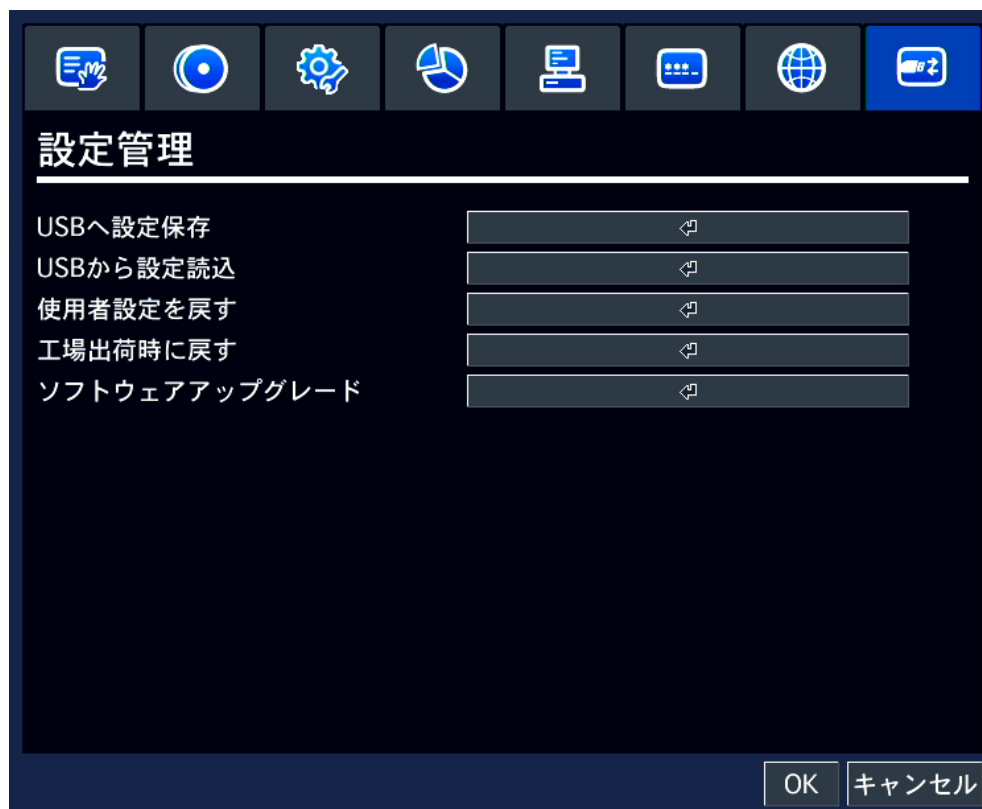 設定管理
USBへ設定保存
USBから設定読込
使用者設定を戻す
工場出荷時に戻す
ソフトウェアアップグレード
OK キャンセル